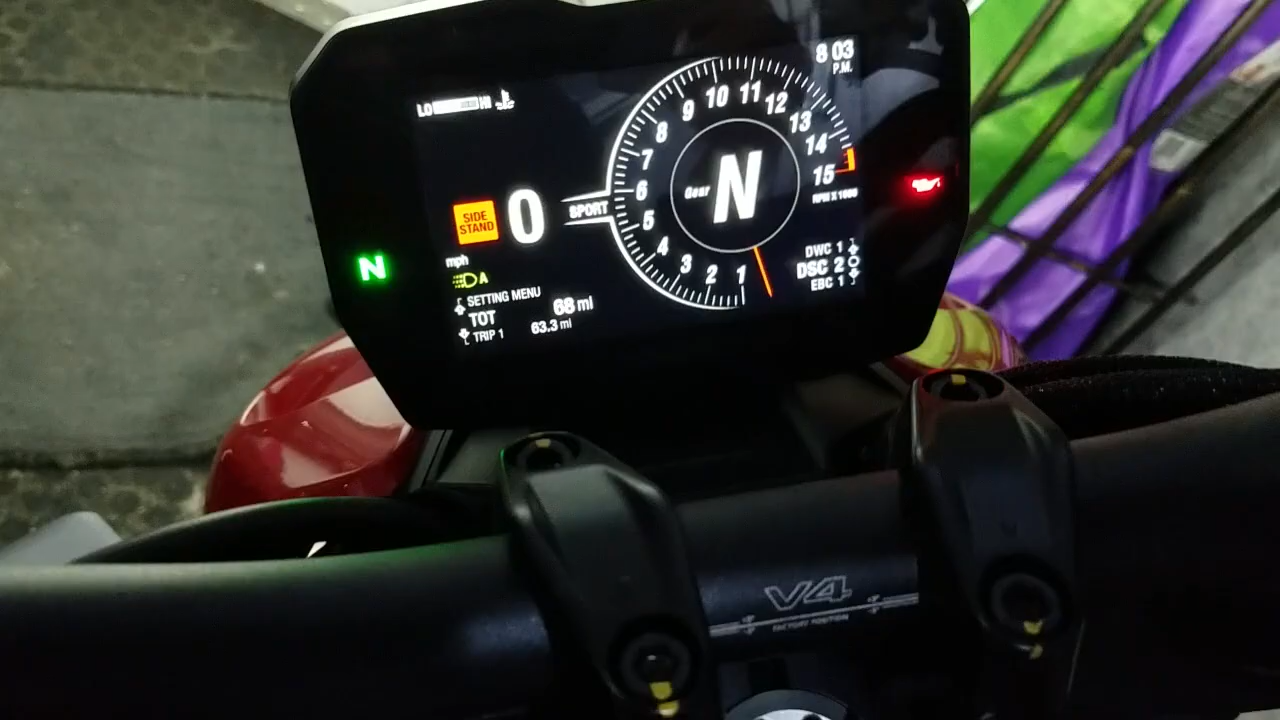 8 03
P.M.
LO HI
9 10 11 12
8 13
7 14
6 15
5
4
3 2 1
RPM X 1000
Gear N
SPORT
SIDE
STAND
0
mph
N
A
SETTING MENU
TOT 68 mi
TRIP 1 63.3 mi
DWC 1
DSC 2
EBC 1
V4
FACTORY POSITION